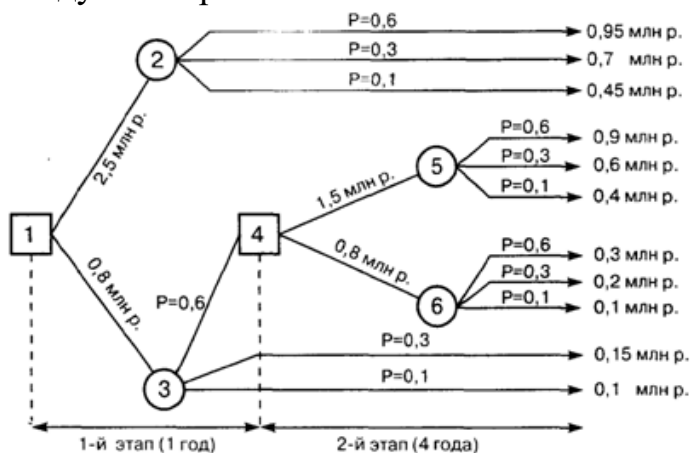 P=0,6
0,95 млн р.
2
P=0,3
0,7 млн р.
P=0,1
0,45 млн р.
2,5 млн р.
P=0,6
0,9 млн р.
5
P=0,3
0,6 млн р.
P=0,1
0,4 млн р.
1,5 млн р.
1
4
0,8 млн р.
0,8 млн р.
P=0,6
0,3 млн р.
P=0,3
0,2 млн р.
6
P=0,1
0,1 млн р.
P=0,6
P=0,3
0,15 млн р.
3
P=0,1
0,1 млн р.
1-й этап (1 год)
2-й этап (4 года)